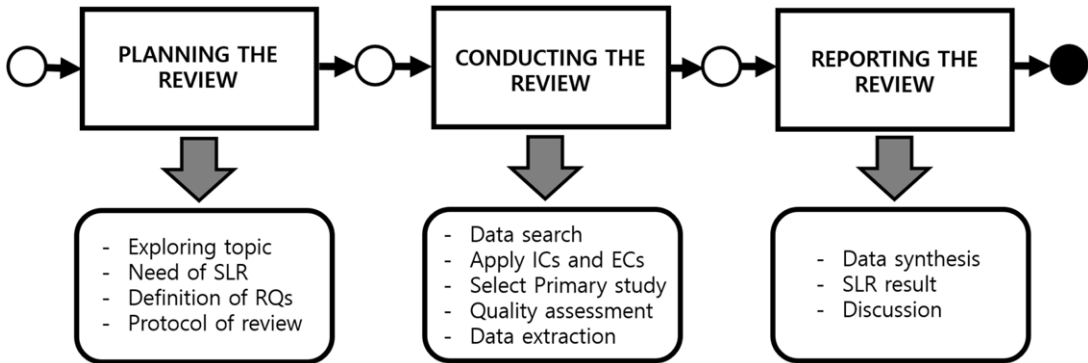 PLANNING THE
REVIEW
CONDUCTING THE
REVIEW
REPORTING THE
REVIEW
- Exploring topic
- Need of SLR
- Definition of RQs
- Protocol of review
- Data search
- Apply ICs and ECs
- Select Primary study
- Quality assessment
- Data extraction
- Data synthesis
- SLR result
- Discussion